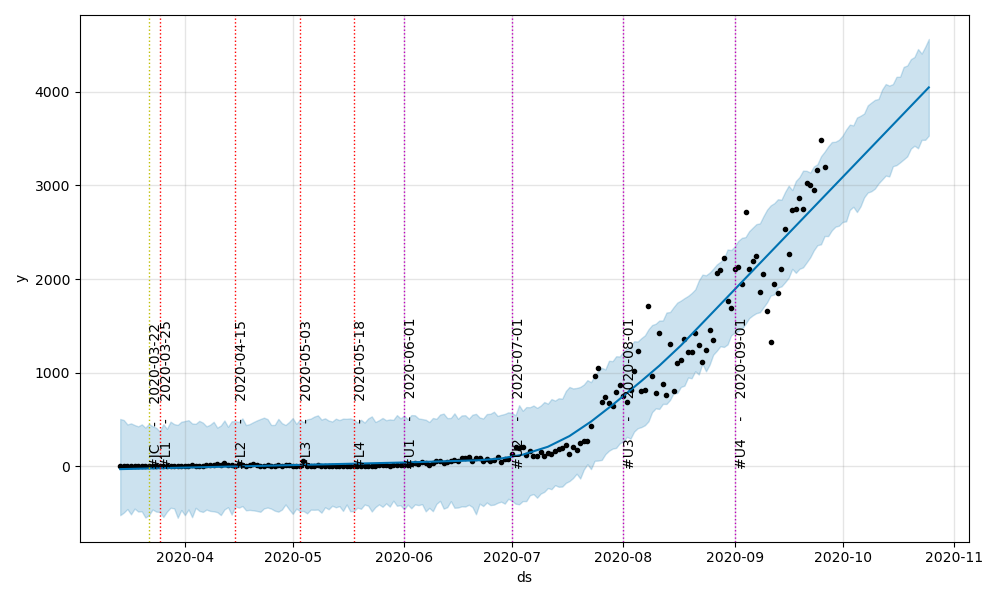 4000
3000
2000
1000
0
y
#JC - 2020-03-22
#L1 - 2020-03-25
#L2 - 2020-04-15
#L3 - 2020-05-03
#L4 - 2020-05-18
#U1 - 2020-06-01
#U2 - 2020-07-01
#U3 - 2020-08-01
#U4 - 2020-09-01
2020-04
2020-05
2020-06
2020-07
2020-08
2020-09
2020-10
2020-11
ds